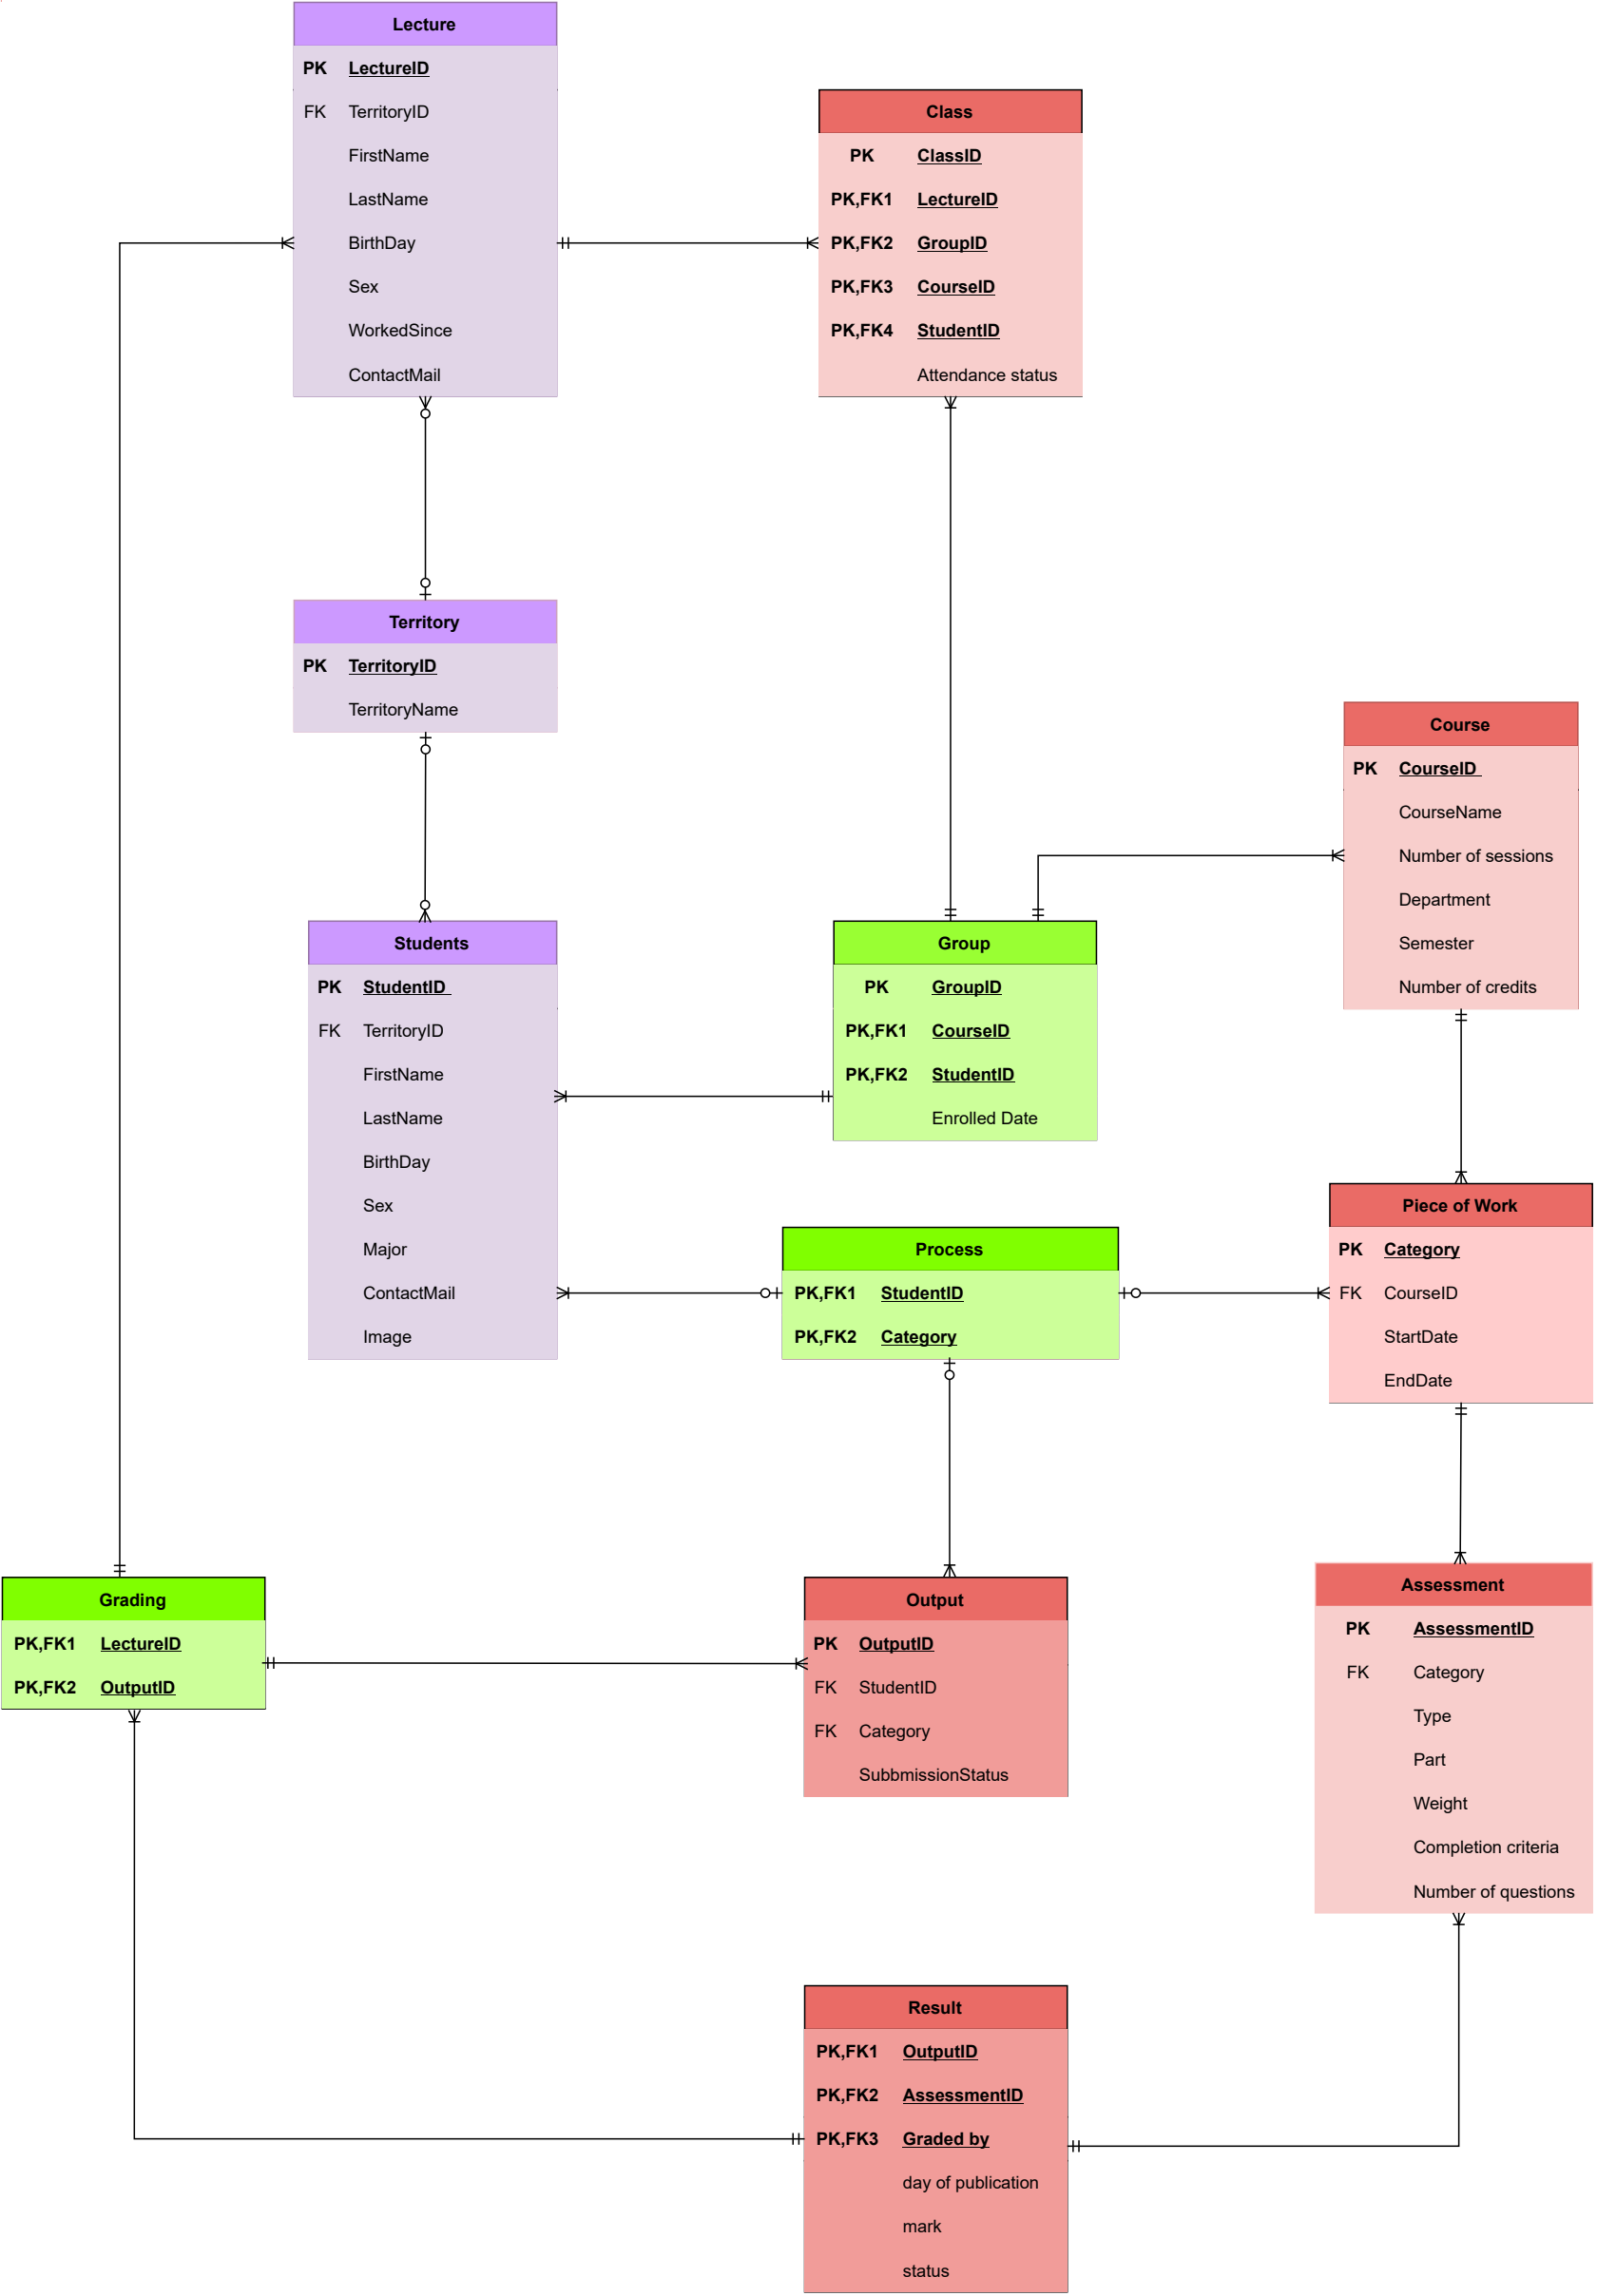 Lecture
PK LectureID
FK TerritoryID
FirstName
LastName
BirthDay
Sex
WorkedSince
ContactMail
Class
PK ClassID
PK,FK1 LectureID
PK,FK2 GroupID
PK,FK3 CourseID
PK,FK4 StudentID
Attendance status
Territory
PK TerritoryID
TerritoryName
Course
PK CourseID
CourseName
Number of sessions
Department
Semester
Number of credits
Students
PK StudentID
FK TerritoryID
FirstName
LastName
BirthDay
Sex
Major
ContactMail
Image
Group
PK GroupID
PK,FK1 CourseID
PK,FK2 StudentID
Enrolled Date
Process
PK,FK1 StudentID
PK,FK2 Category
Piece of Work
PK Category
FK CourseID
StartDate
EndDate
Grading
PK,FK1 LectureID
PK,FK2 OutputID
Output
PK OutputID
FK StudentID
FK Category
SubbmissionStatus
Assessment
PK AssessmentID
FK Category
Type
Part
Weight
Completion criteria
Number of questions
Result
PK,FK1 OutputID
PK,FK2 AssessmentID
PK,FK3 Graded by
day of publication
mark
status